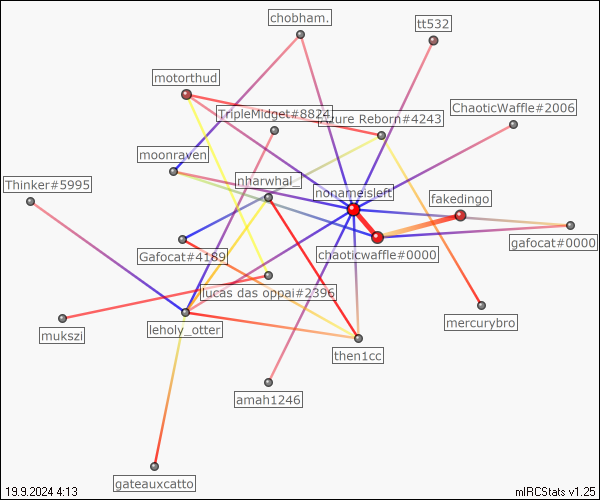 chobham.
tt532
motorthud
TripleMidget#8824
Azure Reborn#4243
ChaoticWaffle#2006
moonraven
Thinker#5995
nharwhal_
nonameisleft
fakedingo
Gafocat#4189
chaoticwaffle#0000
gafocat#0000
lucas das oppai#2396
mukszi
leholy_otter
mercurybro
then1cc
amah1246
gateauxcatto
19.9.2024 4:13
mIRCStats v1.25